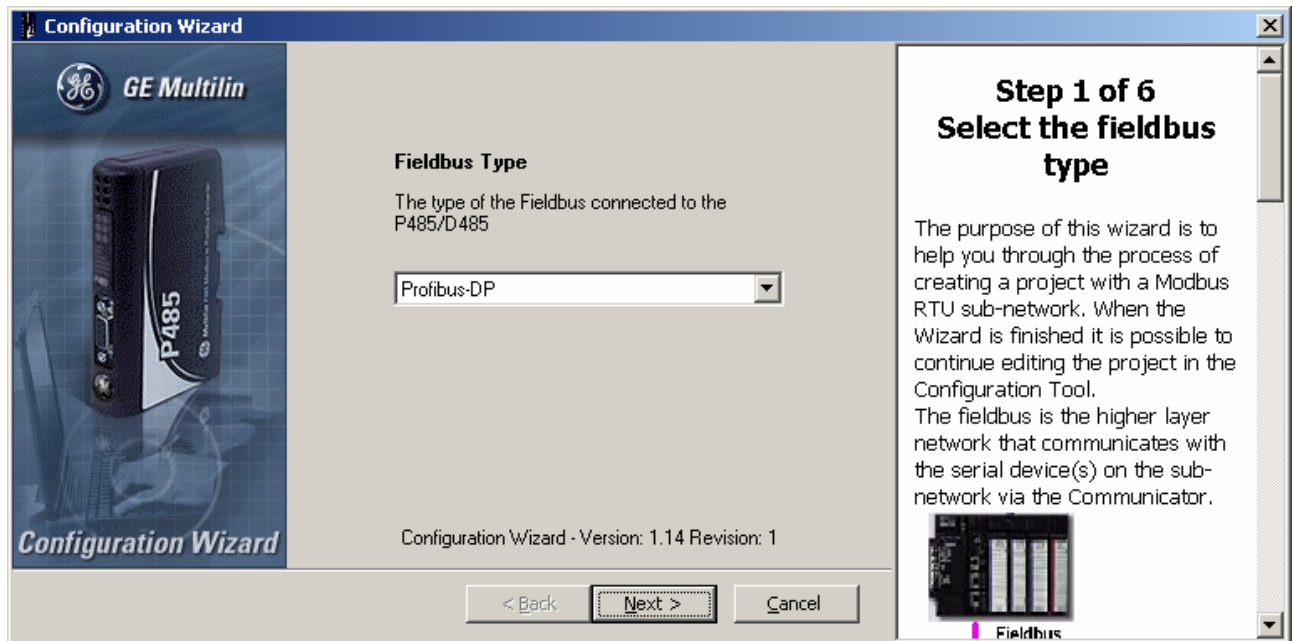 Configuration Wizard
GE Multilin
P485
Configuration Wizard
Fieldbus Type
The type of the Fieldbus connected to the
P485/D485
Profibus-DP
Configuration Wizard - Version: 1.14 Revision: 1
< Back
Next >
Cancel
Step 1 of 6
Select the fieldbus
type
The purpose of this wizard is to
help you through the process of
creating a project with a Modbus
RTU sub-network. When the
Wizard is finished it is possible to
continue editing the project in the
Configuration Tool.
The fieldbus is the higher layer
network that communicates with
the serial device(s) on the sub-
network via the Communicator.
Fieldbus